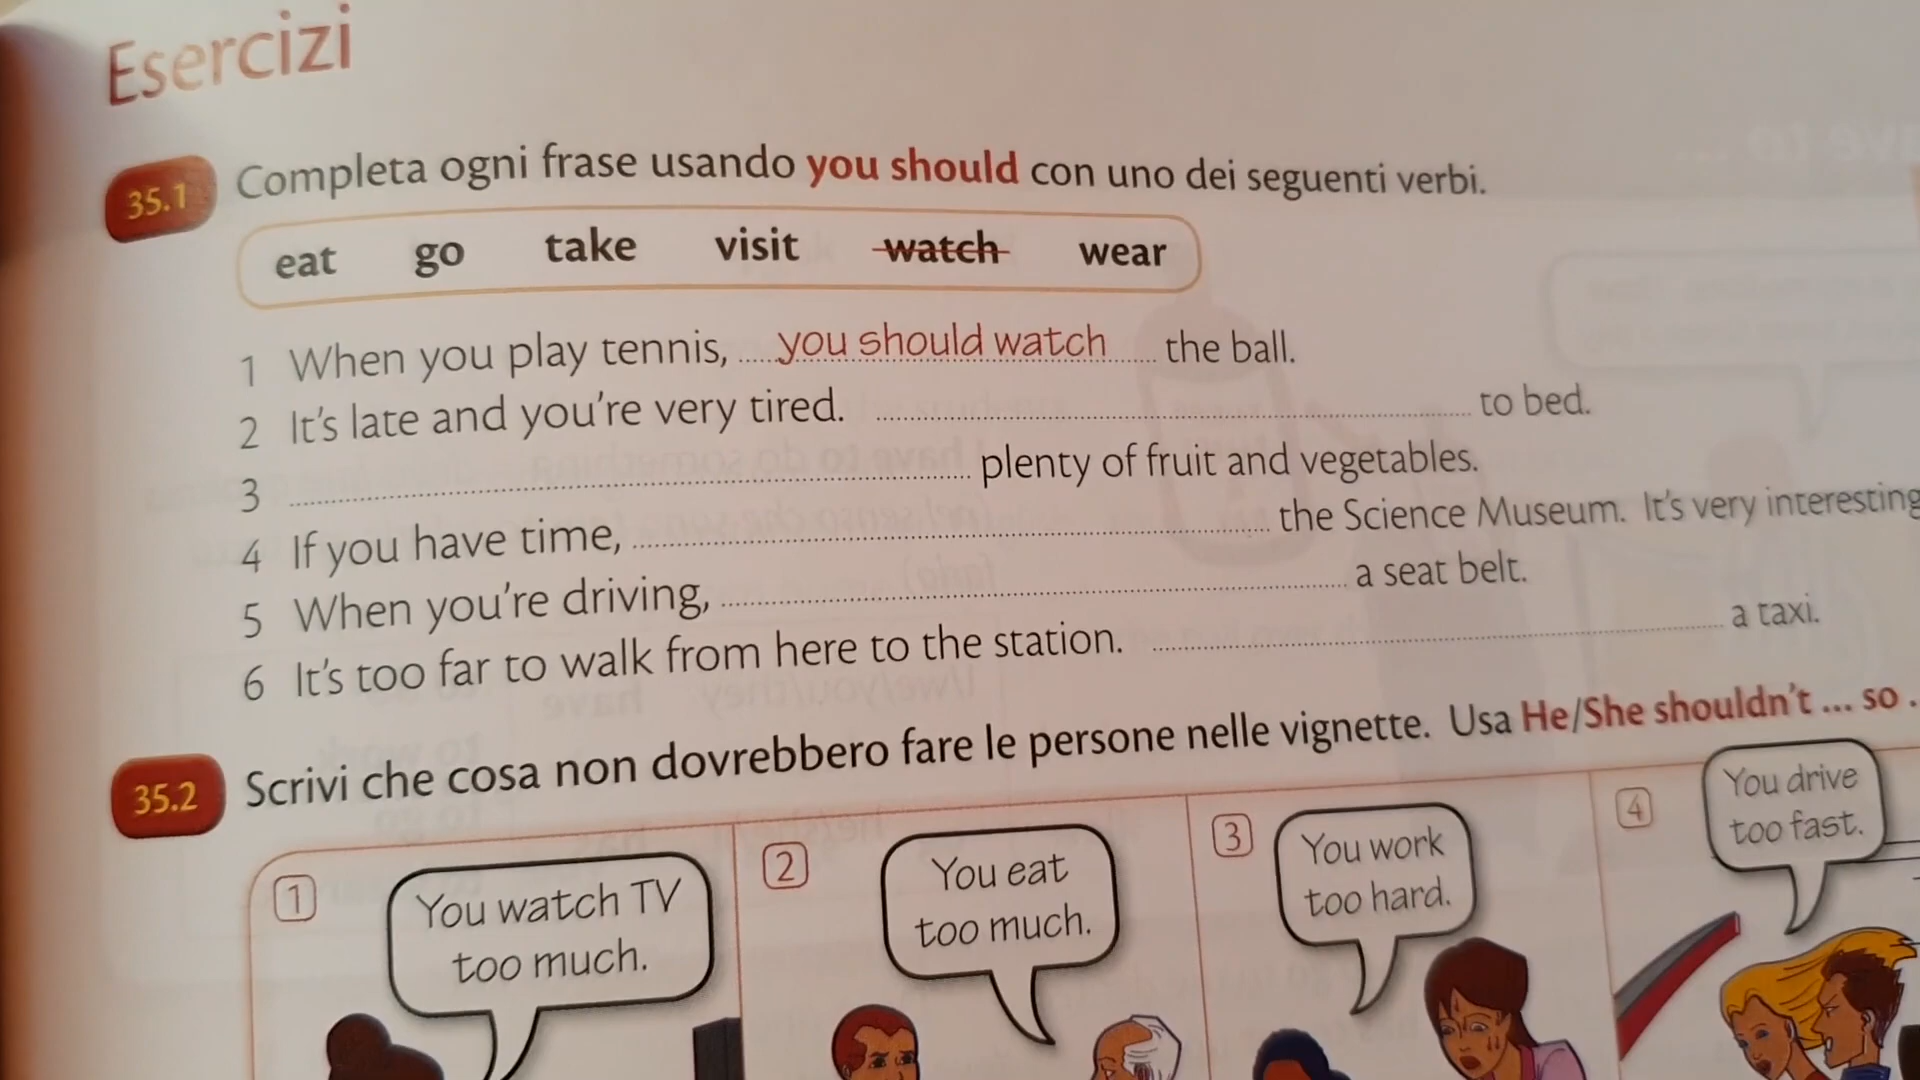 Esercizi
35.1 Completa ogni frase usando you should con uno dei seguenti verbi.
eat go take visit watch wear
1 When you play tennis, you should watch the ball.
2 It's late and you're very tired. to bed.
3 plenty of fruit and vegetables.
4 If you have time, the Science Museum. It's very interesting
5 When you're driving, a seat belt.
6 It's too far to walk from here to the station. a taxi.
35.2 Scrivi che cosa non dovrebbero fare le persone nelle vignette. Usa He/She shouldn't ... so .
1
You watch TV
too much.
2
You eat
too much.
3
You work
too hard.
4
You drive
too fast.